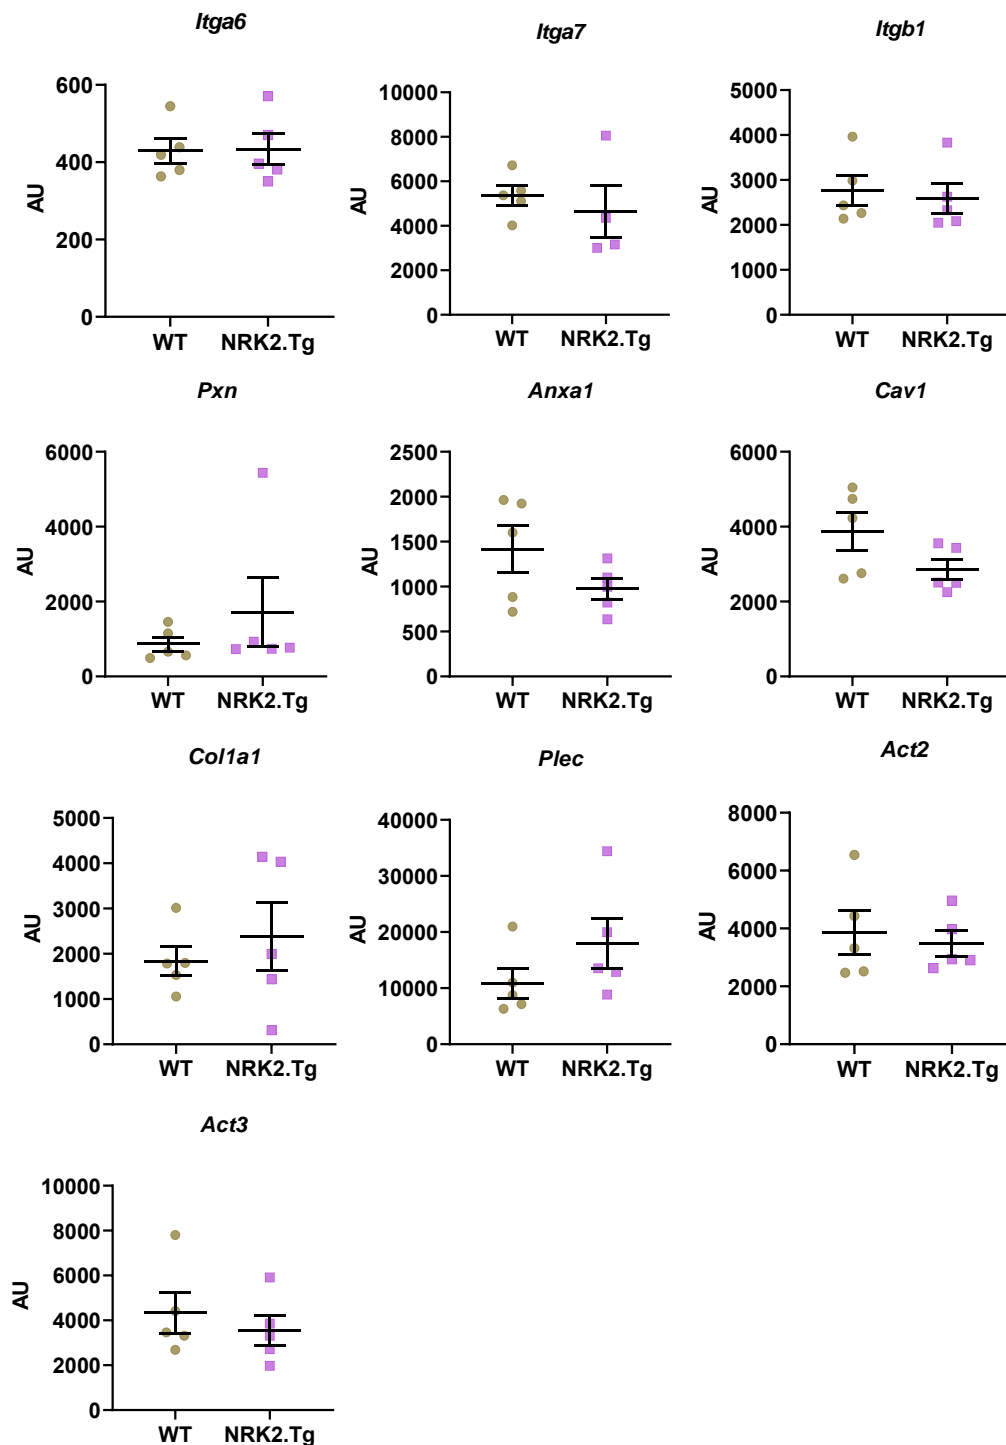 Itga6
Itga7
Itgb1
600
400
200
0
AU
WT NRK2.Tg
10000
8000
6000
4000
2000
0
AU
WT NRK2.Tg
5000
4000
3000
2000
1000
0
AU
WT NRK2.Tg
Pxn
Anxa1
Cav1
6000
4000
2000
0
AU
WT NRK2.Tg
2500
2000
1500
1000
500
0
AU
WT NRK2.Tg
6000
4000
2000
0
AU
WT NRK2.Tg
Col1a1
Plec
Act2
5000
4000
3000
2000
1000
0
AU
WT NRK2.Tg
40000
30000
20000
10000
0
AU
WT NRK2.Tg
8000
6000
4000
2000
0
AU
WT NRK2.Tg
Act3
10000
8000
6000
4000
2000
0
AU
WT NRK2.Tg